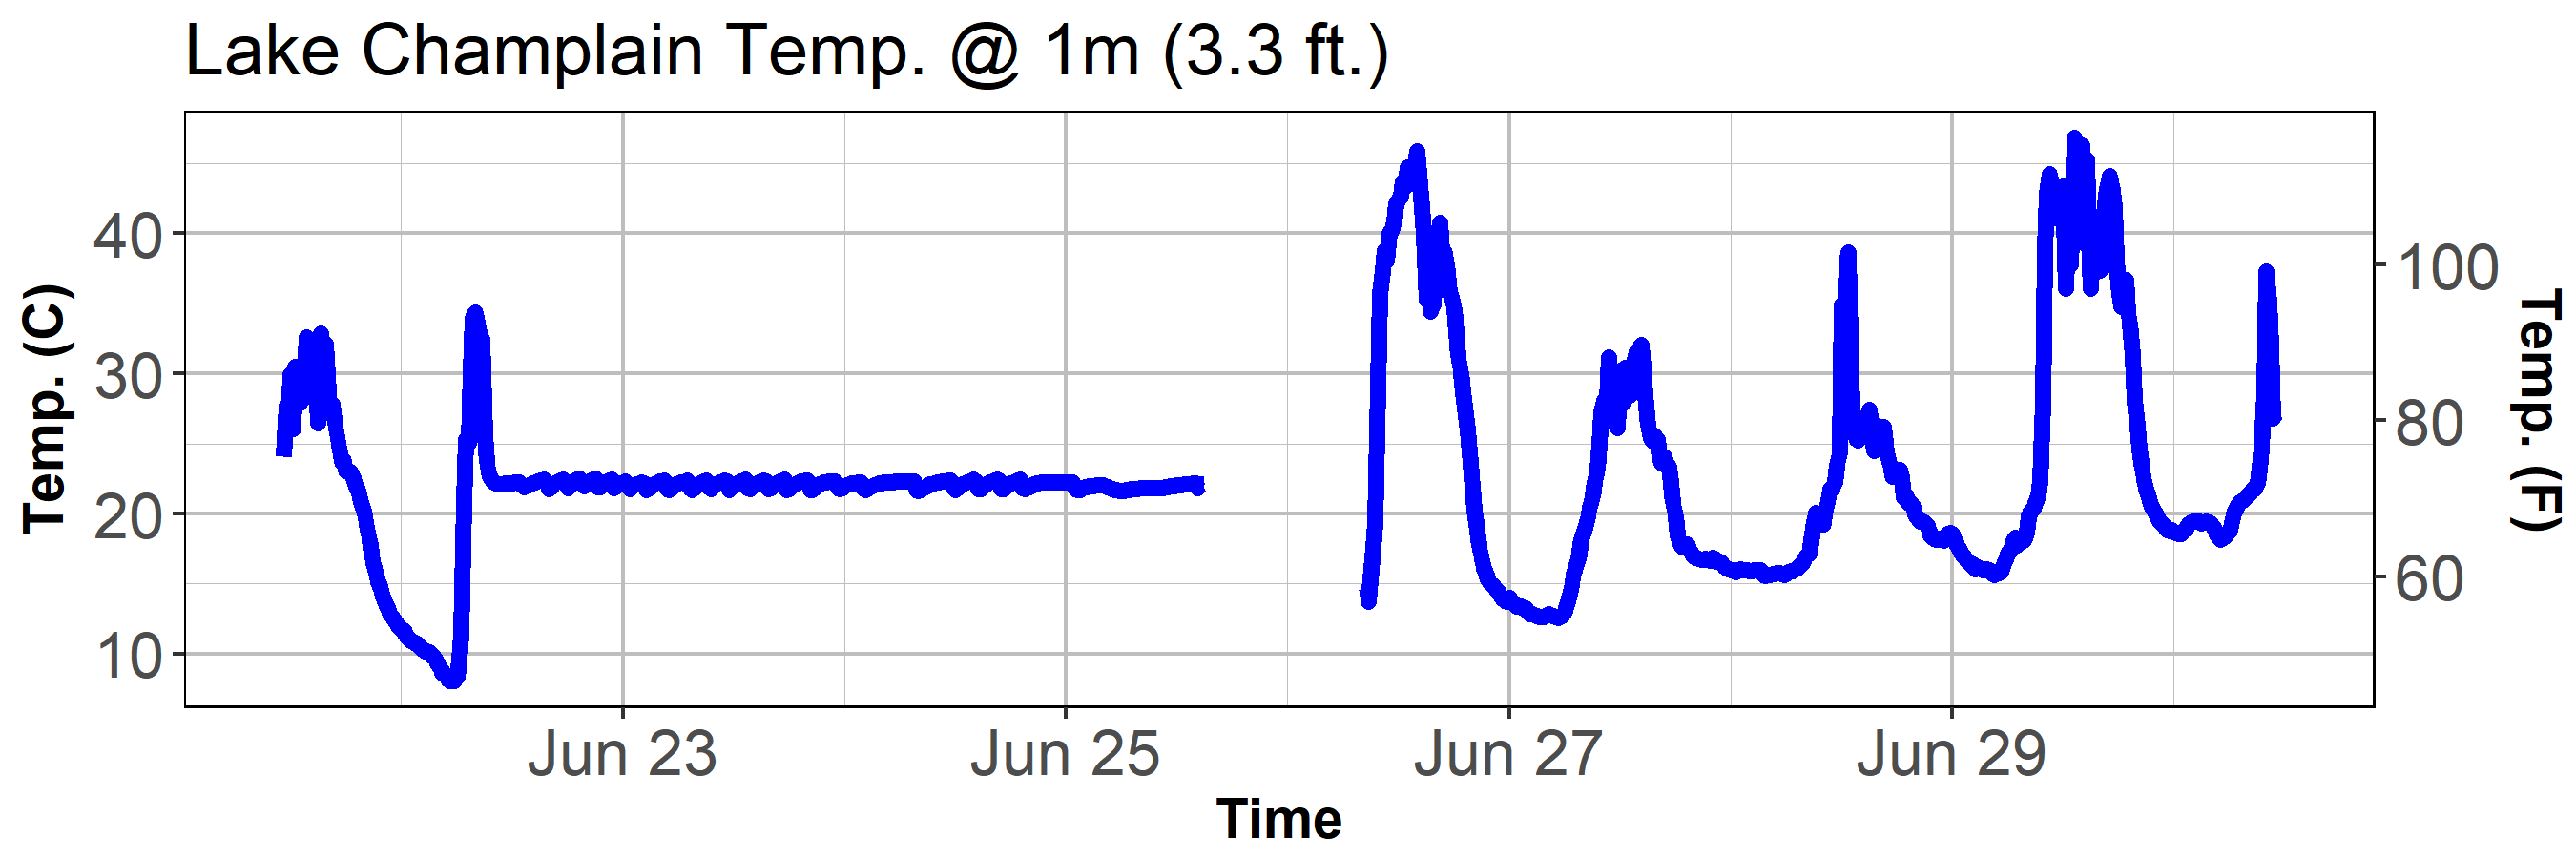 Lake Champlain Temp. @ 1m (3.3 ft.)
Temp. (C)
40
30
20
10
100
80
60
Temp. (F)
Jun 23
Jun 25
Jun 27
Jun 29
Time